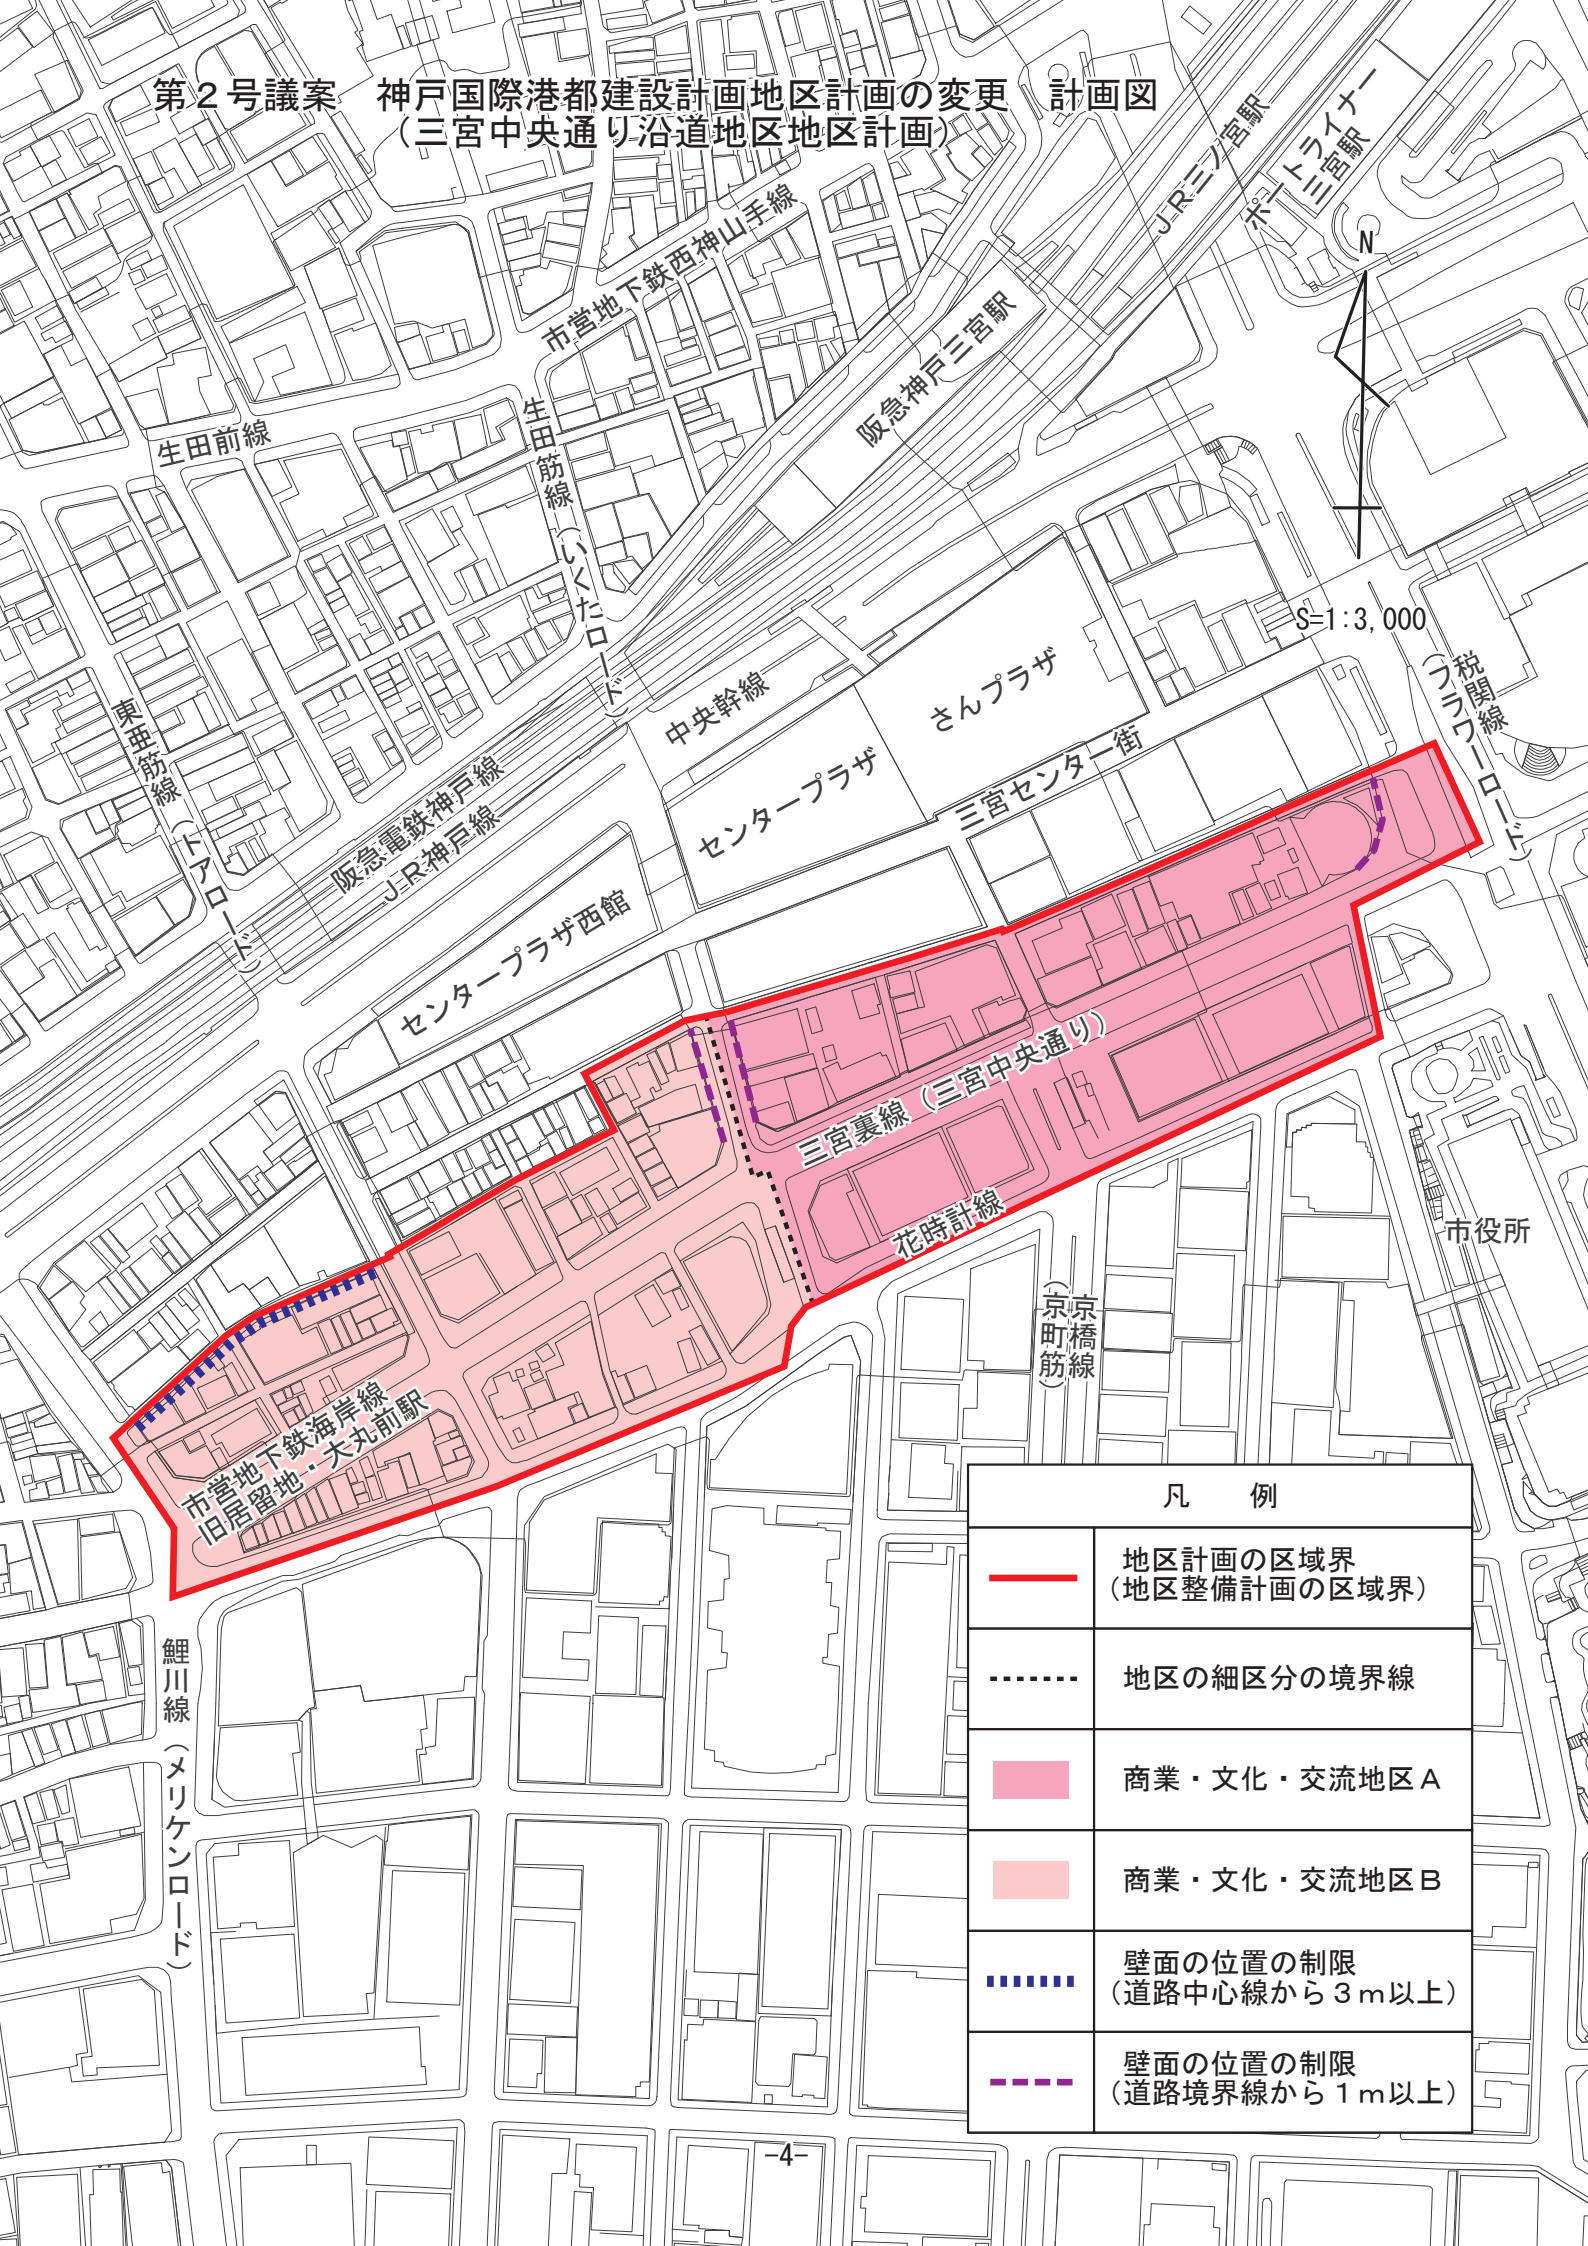 第２号議案　神戸国際港都建設計画地区計画の変更　計画図
（三宮中央通り沿道地区地区計画）
JR三ノ宮駅
ポートライナー
三宮駅
N
市営地下鉄西神山手線
阪急神戸三宮駅
生田前線
生田筋線（いくたロード）
S=1:3,000
税関線
（フラワーロード）
さんプラザ
中央幹線
東亜筋線（トアロード）
三宮センター街
センタープラザ
阪急電鉄神戸線
JR神戸線
センタープラザ西館
三宮裏線（三宮中央通り）
花時計線
市役所
京橋線
（京町筋）
市営地下鉄海岸線
旧居留地・大丸前駅
鯉川線（メリケンロード）
凡　例
地区計画の区域界
（地区整備計画の区域界）
地区の細区分の境界線
商業・文化・交流地区Ａ
商業・文化・交流地区Ｂ
壁面の位置の制限
（道路中心線から３ｍ以上）
壁面の位置の制限
（道路境界線から１ｍ以上）
-4-